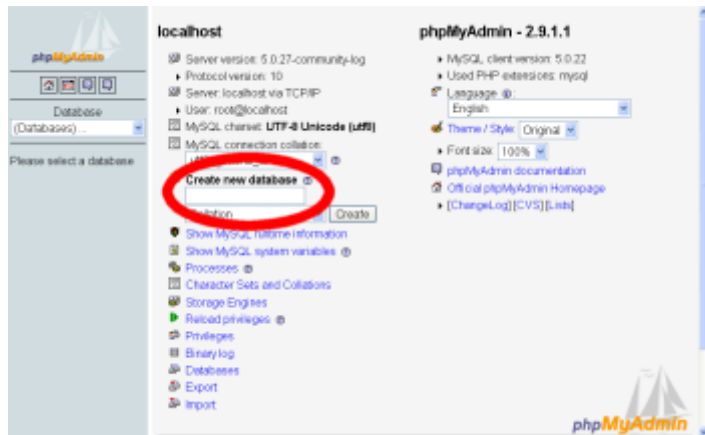 phpMyAdmin
Database
(Databases)...
Please select a database
localhost
Server version: 5.0.27-community-log
Protocol version: 10
Server: localhost via TCP/IP
User: root@localhost
MySQL charset: UTF-8 Unicode (utf8)
MySQL connection collation:
Create new database
Collation
Create
Show MySQL runtime information
Show MySQL system variables
Processes
Character Sets and Collations
Storage Engines
Reload privileges
Privileges
Binary log
Databases
Export
Import
phpMyAdmin - 2.9.1.1
MySQL client version: 5.0.22
Used PHP extensions: mysql
Language
English
Theme / Style: Original
Font size: 100%
phpMyAdmin documentation
Official phpMyAdmin Homepage
[ChangeLog] [CVS] [Lists]
phpMyAdmin